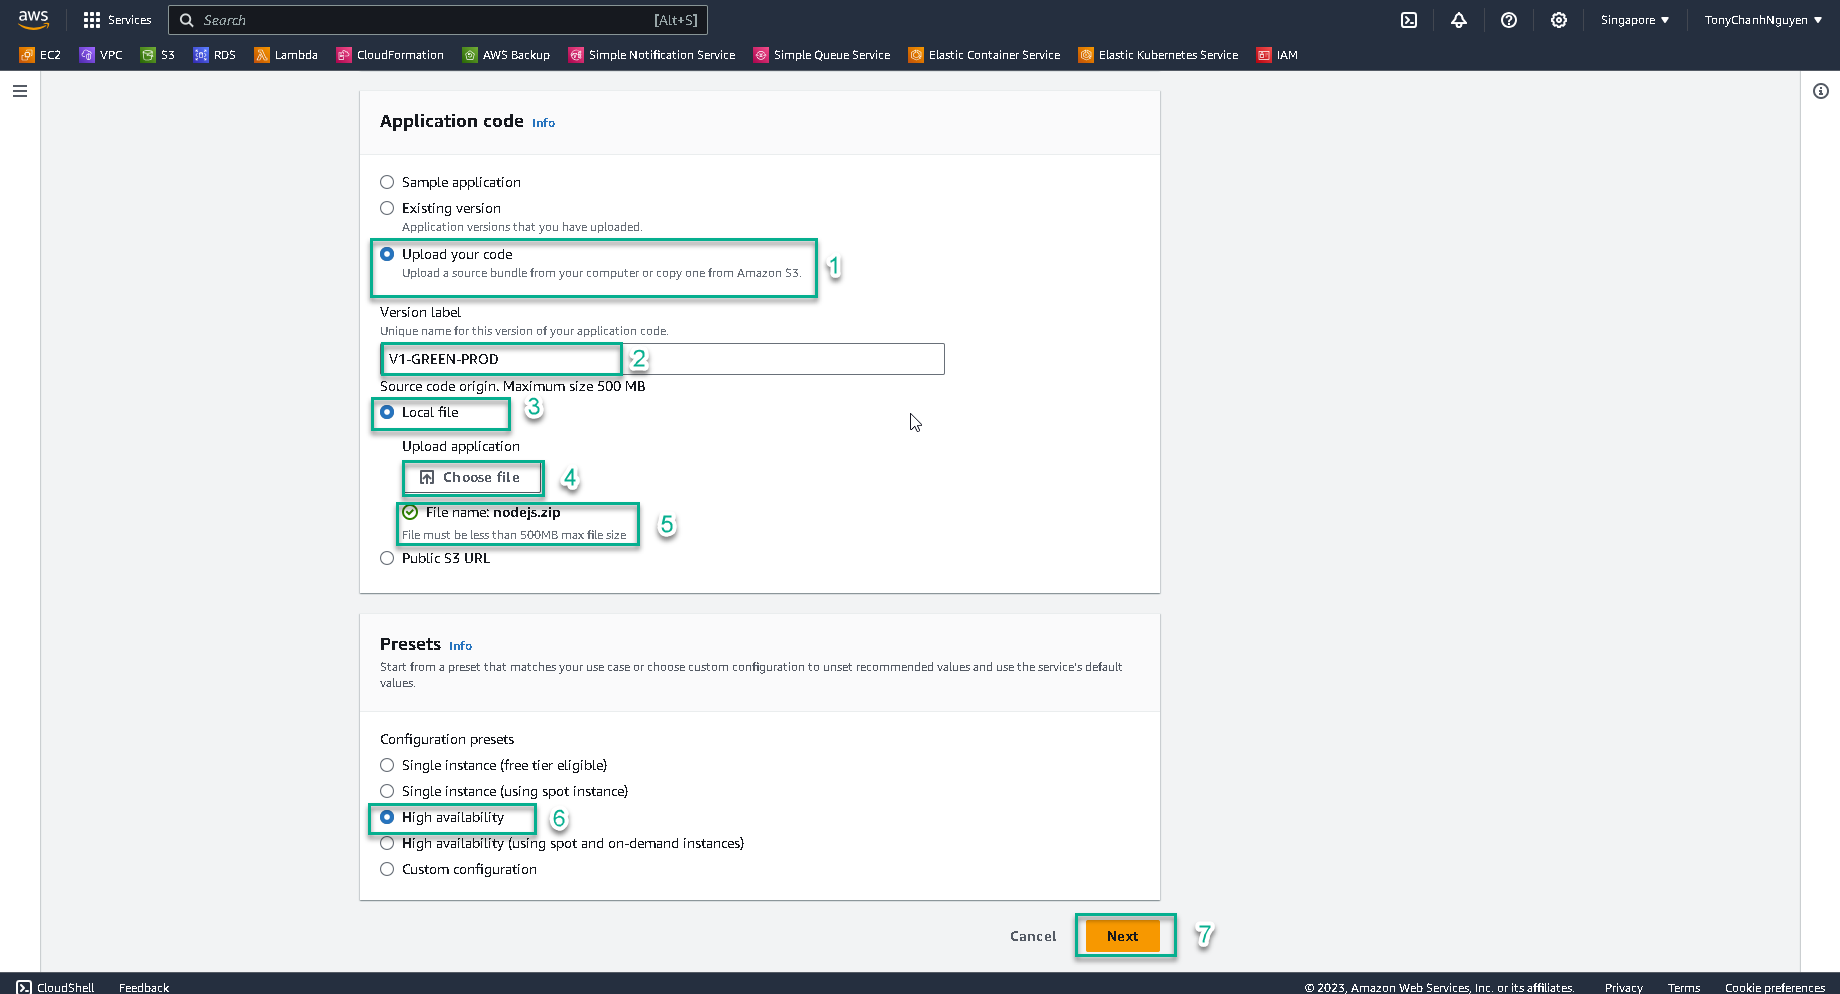 aws Services Search [Alt+S] Singapore ▼ TonyChanhNguyen ▼
EC2 VPC S3 RDS Lambda CloudFormation AWS Backup Simple Notification Service Simple Queue Service Elastic Container Service Elastic Kubernetes Service IAM
Application code Info
Sample application
Existing version
Application versions that you have uploaded.
Upload your code
Upload a source bundle from your computer or copy one from Amazon S3.
1
Version label
Unique name for this version of your application code.
V1-GREEN-PROD 2
Source code origin. Maximum size 500 MB
Local file 3
Upload application
Choose file 4
File name: nodejs.zip
File must be less than 500MB max file size
5
Public S3 URL
Presets Info
Start from a preset that matches your use case or choose custom configuration to unset recommended values and use the service's default
values.
Configuration presets
Single instance (free tier eligible)
Single instance (using spot instance)
High availability 6
High availability (using spot and on-demand instances)
Custom configuration
Cancel Next 7
CloudShell Feedback © 2023, Amazon Web Services, Inc. or its affiliates. Privacy Terms Cookie preferences